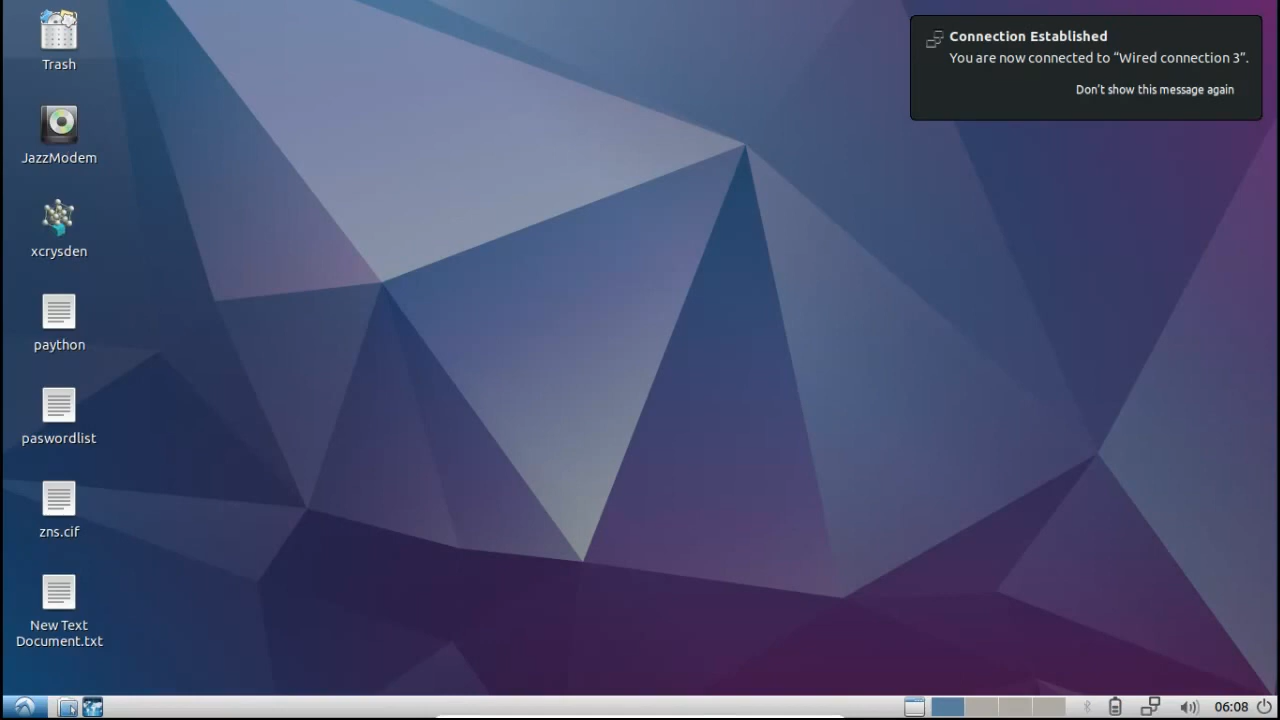 Trash
JazzModem
xcrysden
paython
paswordlist
zns.cif
New Text
Document.txt
Connection Established
You are now connected to “Wired connection 3”.
Don't show this message again
06:08